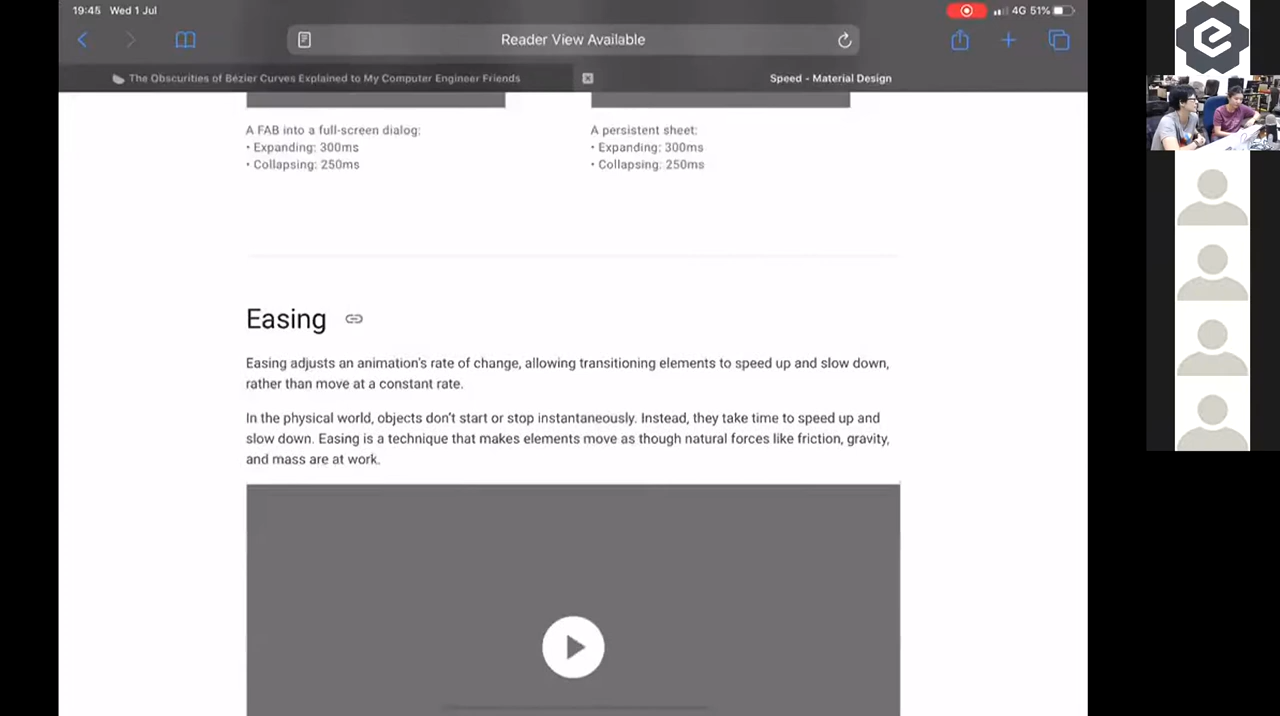 19:45 Wed 1 Jul
4G 51%
Reader View Available
The Obscurities of Bézier Curves Explained to My Computer Engineer Friends
Speed - Material Design
A FAB into a full-screen dialog:
• Expanding: 300ms
• Collapsing: 250ms
A persistent sheet:
• Expanding: 300ms
• Collapsing: 250ms
Easing
Easing adjusts an animation's rate of change, allowing transitioning elements to speed up and slow down,
rather than move at a constant rate.
In the physical world, objects don't start or stop instantaneously. Instead, they take time to speed up and
slow down. Easing is a technique that makes elements move as though natural forces like friction, gravity,
and mass are at work.